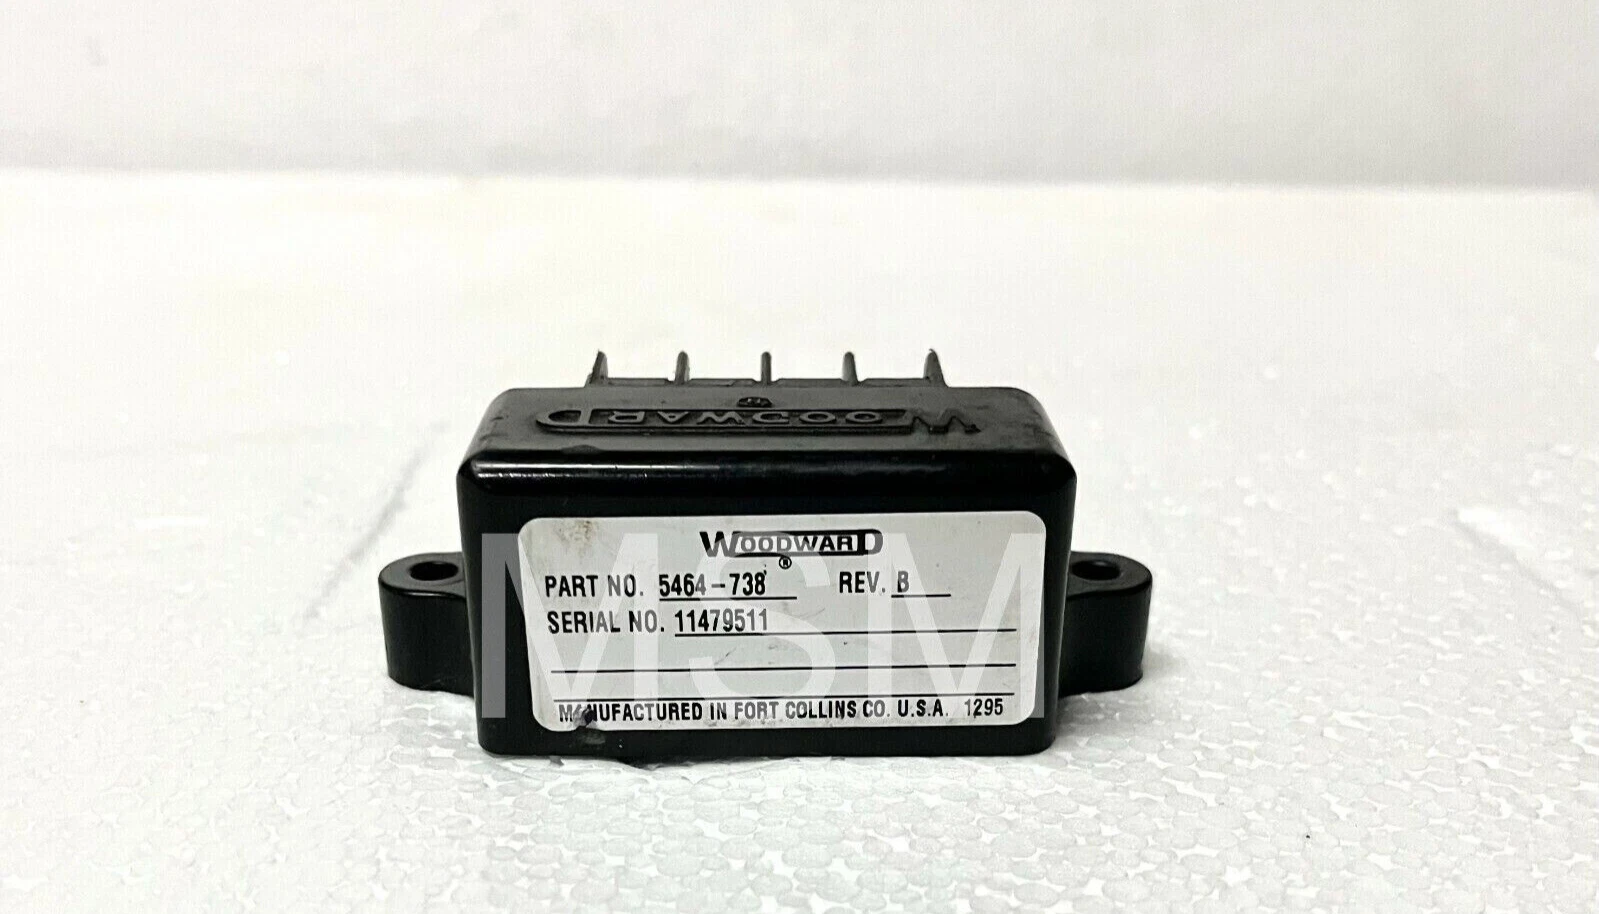 WOODWARD
WOODWARD
®
PART NO. 5464-738 REV. B
SERIAL NO. 11479511
MANUFACTURED IN FORT COLLINS CO. U.S.A. 1295
MSM